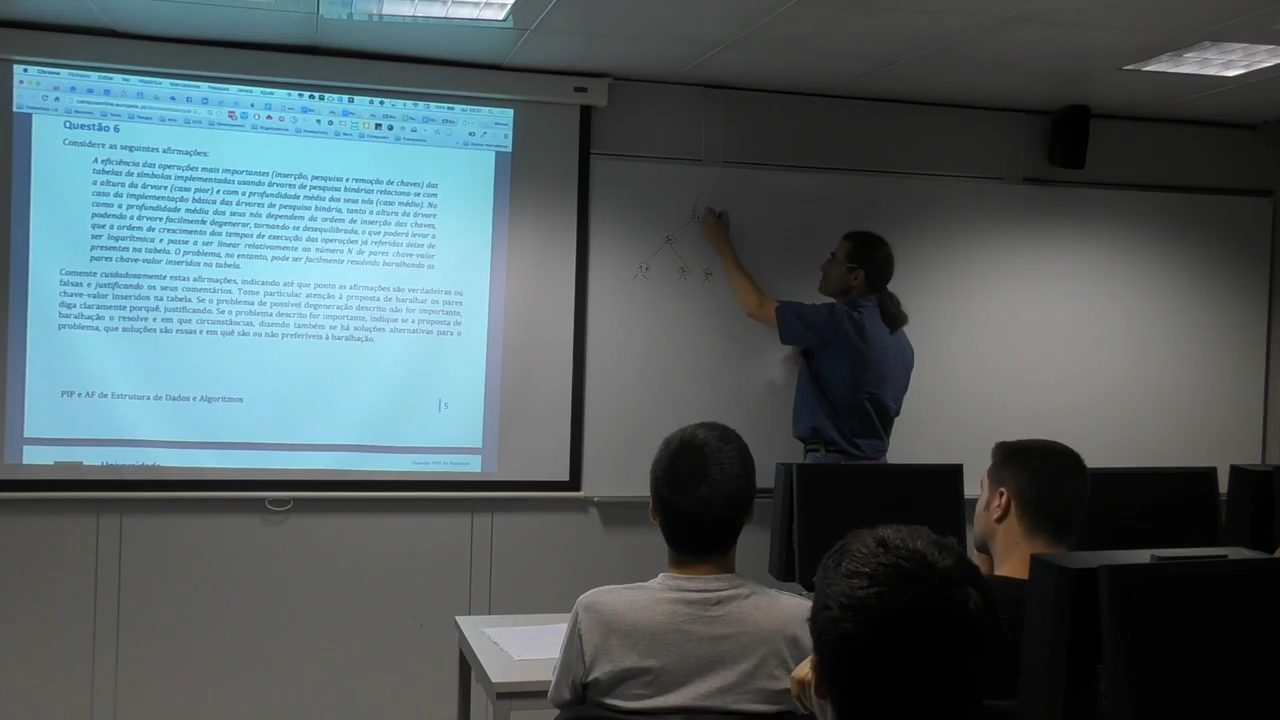 Chrome Ficheiro Editar Ver Histórico Marcadores Pessoas Janela Ajuda
Questão 6
Considere as seguintes afirmações:
A eficiência das operações mais importantes (inserção, pesquisa e remoção de chaves) das
tabelas de símbolos implementadas usando árvores de pesquisa binárias relaciona-se com
a altura da árvore (caso pior) e com a profundidade média dos seus nós (caso médio). No
caso da implementação básica das árvores de pesquisa binária, tanto a altura da árvore
como a profundidade média dos seus nós dependem da ordem de inserção das chaves,
podendo a árvore facilmente degenerar, tornando-se desequilibrada, o que poderá levar a
que a ordem de crescimento dos tempos de execução das operações já referidas deixe de
ser logarítmica e passe a ser linear relativamente ao número N de pares chave-valor
presentes na tabela. O problema, no entanto, pode ser facilmente resolvido baralhando os
pares chave-valor inseridos na tabela.
Comente cuidadosamente estas afirmações, indicando até que ponto as afirmações são verdadeiras ou
falsas e justificando os seus comentários. Tome particular atenção à proposta de baralhar os pares
chave-valor inseridos na tabela. Se o problema de possível degeneração descrito não for importante,
diga claramente porquê, justificando. Se o problema descrito for importante, indique se a proposta de
baralhação o resolve e em que circunstâncias, dizendo também se há soluções alternativas para o
problema, que soluções são essas e em quê são ou não preferíveis à baralhação.
PIP e AF de Estrutura de Dados e Algoritmos
5
Universidade